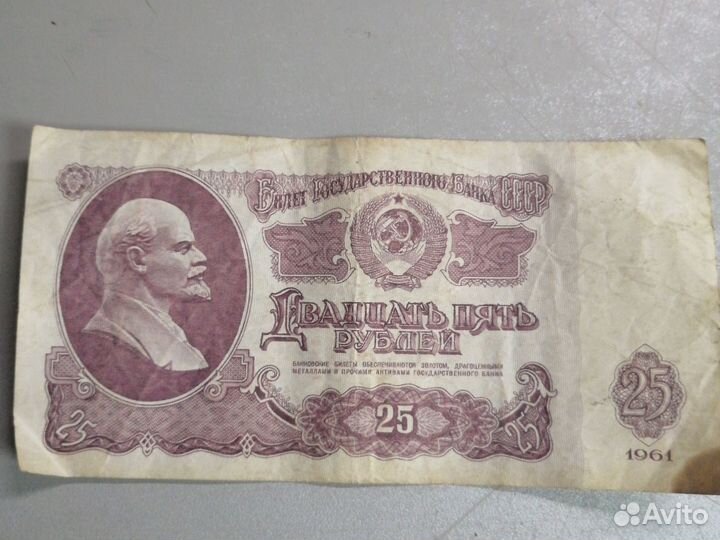 Билет Государственного Банка СССР
Двадцать пять
рублей
БАНКОВСКИЕ БИЛЕТЫ ОБЕСПЕЧИВАЮТСЯ ЗОЛОТОМ, ДРАГОЦЕННЫМИ
МЕТАЛЛАМИ И ПРОЧИМИ АКТИВАМИ ГОСУДАРСТВЕННОГО БАНКА
25
25
25
25
1961
Avito